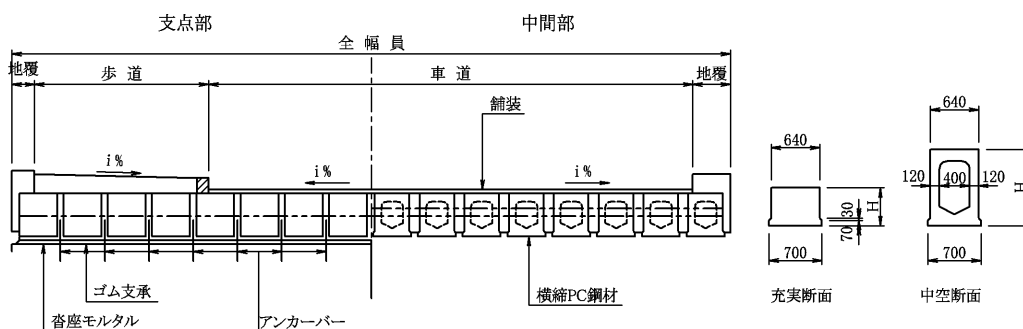 支点部
中間部
全幅員
地覆
歩道
車道
地覆
舗装
i%
i%
i%
ゴム支承
沓座モルタル
アンカーバー
横締PC鋼材
640
H
30
70
700
充実断面
640
120
400
120
H
700
中空断面